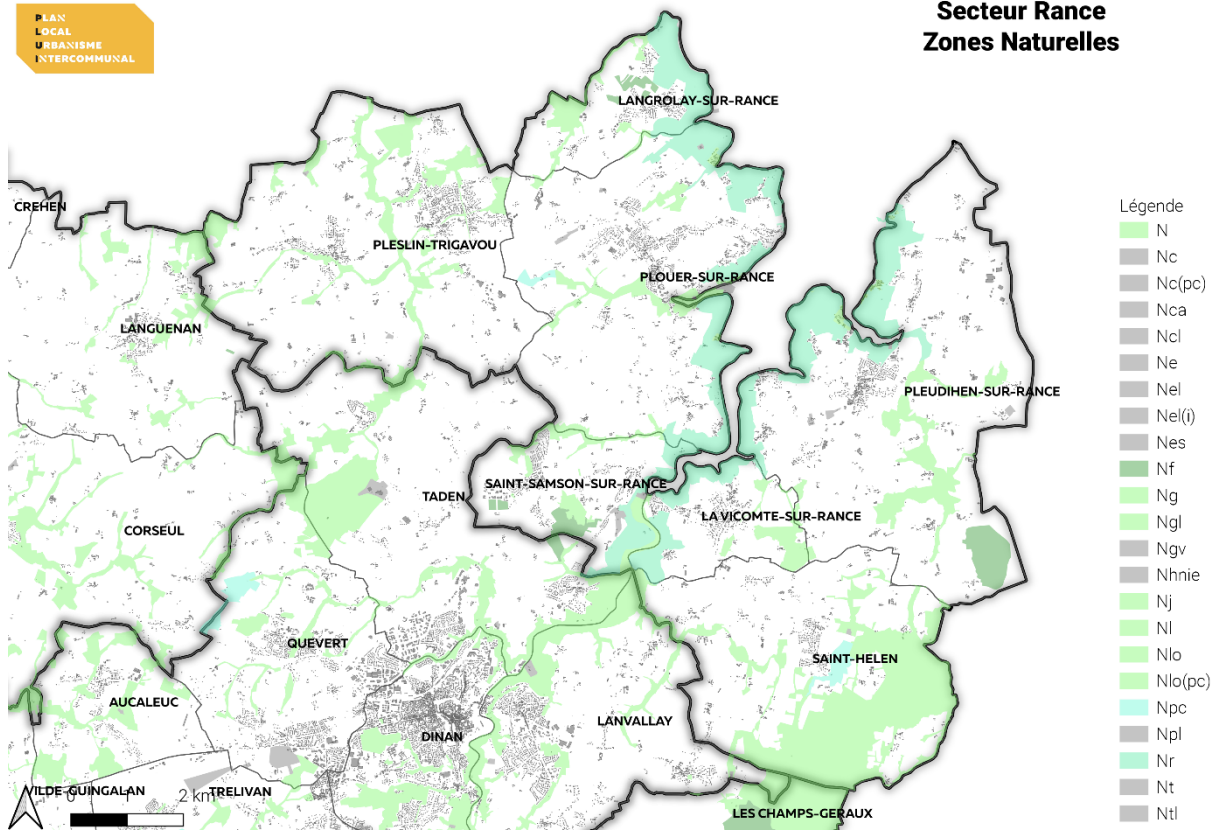 PLAN
LOCAL
URBANISME
INTERCOMMUNAL
Secteur Rance
Zones Naturelles
LANGROLAY-SUR-RANCE
CREHEN
PLESLIN-TRIGAVOU
PLOUER-SUR-RANCE
LANGUENAN
PLEUDIHEN-SUR-RANCE
SAINT-SAMSON-SUR-RANCE
TADEN
LA VICOMTE-SUR-RANCE
CORSEUL
QUEVERT
SAINT-HELEN
AUCALEUC
LANVALLAY
DINAN
VILDE-GUINGALAN
TRELIVAN
LES CHAMPS-GERAUX
0 1 2 km
Légende
N
Nc
Nc(pc)
Nca
Ncl
Ne
Nel
Nel(i)
Nes
Nf
Ng
Ngl
Ngv
Nhnie
Nj
Nl
Nlo
Nlo(pc)
Npc
Npl
Nr
Nt
Ntl